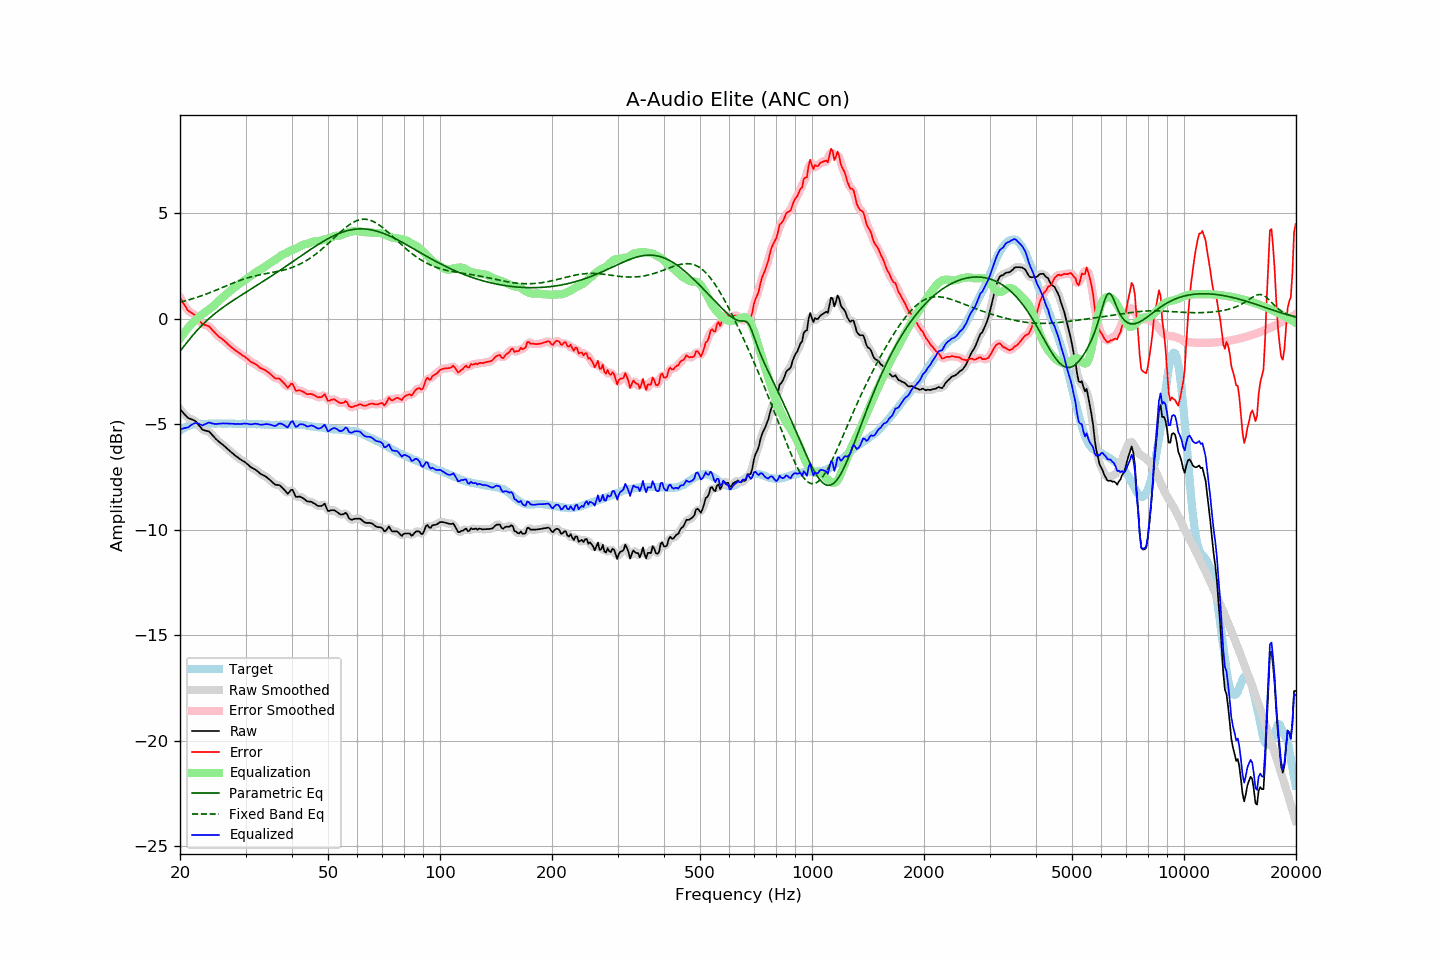 A-Audio Elite (ANC on)
Amplitude (dBr)
5
0
−5
−10
−15
−20
−25
Target
Raw Smoothed
Error Smoothed
Raw
Error
Equalization
Parametric Eq
Fixed Band Eq
Equalized
20 50 100 200 500 1000 2000 5000 10000 20000
Frequency (Hz)